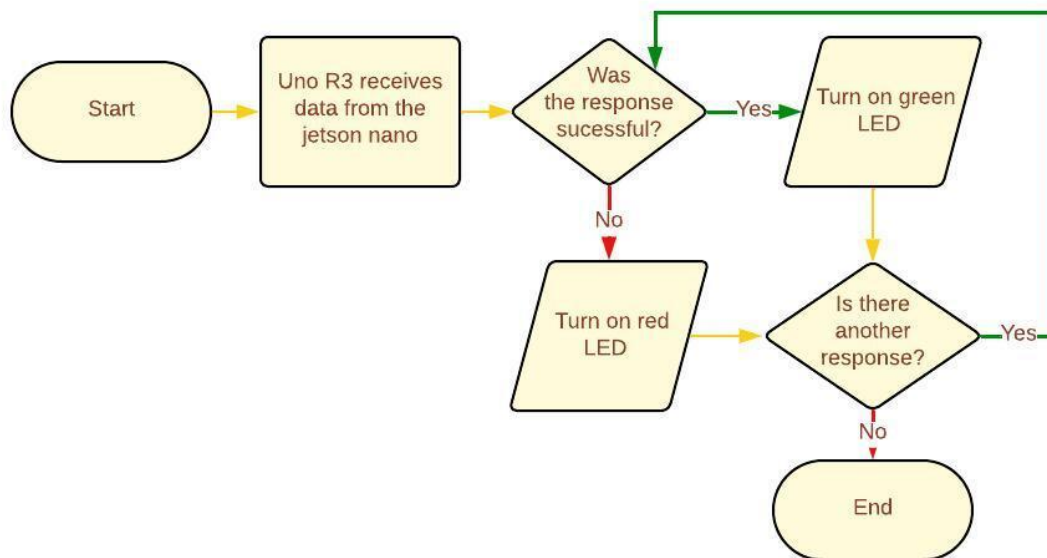 Start
Uno R3 receives
data from the
jetson nano
Was
the response
sucessful?
Yes
Turn on green
LED
No
Turn on red
LED
Is there
another
response?
Yes
No
End